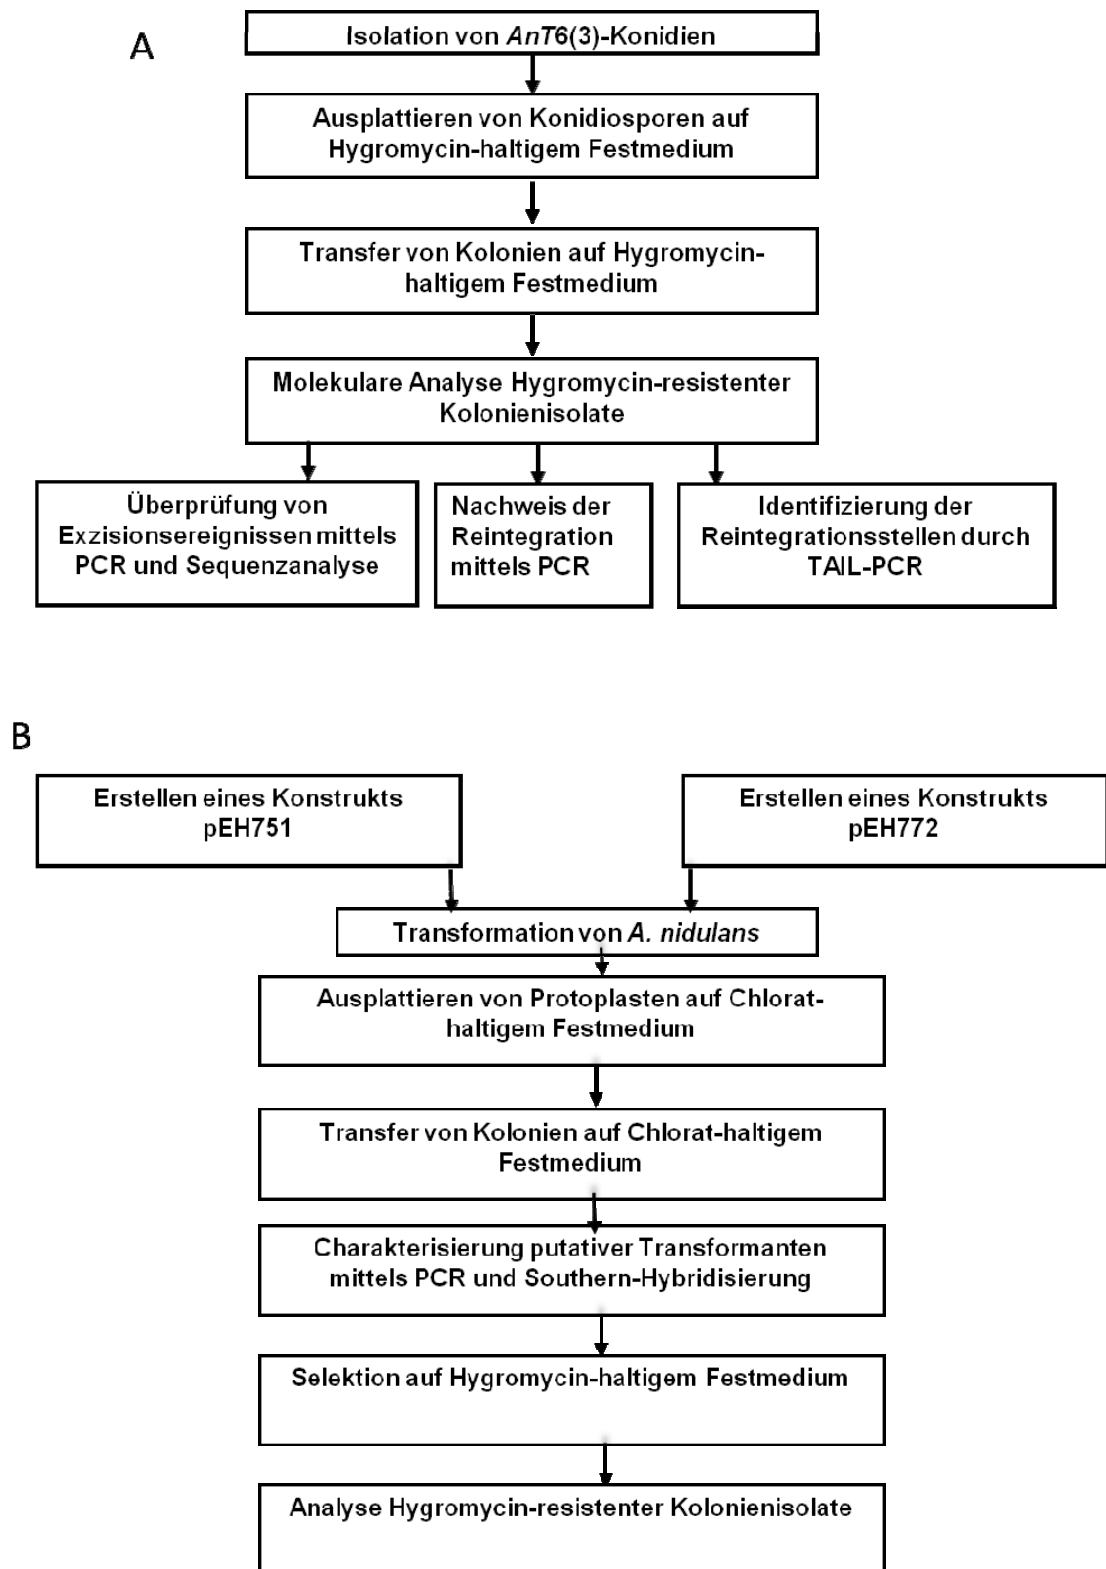 A
Isolation von AnT6(3)-Konidien
Ausplattieren von Konidiosporen auf
Hygromycin-haltigem Festmedium
Transfer von Kolonien auf Hygromycin-
haltigem Festmedium
Molekulare Analyse Hygromycin-resistenter
Kolonienisolate
Überprüfung von
Exzisionsereignissen mittels
PCR und Sequenzanalyse
Nachweis der
Reintegration
mittels PCR
Identifizierung der
Reintegrationsstellen durch
TAIL-PCR
B
Erstellen eines Konstrukts
pEH751
Erstellen eines Konstrukts
pEH772
Transformation von A. nidulans
Ausplattieren von Protoplasten auf Chlorat-
haltigem Festmedium
Transfer von Kolonien auf Chlorat-haltigem
Festmedium
Charakterisierung putativer Transformanten
mittels PCR und Southern-Hybridisierung
Selektion auf Hygromycin-haltigem Festmedium
Analyse Hygromycin-resistenter Kolonienisolate